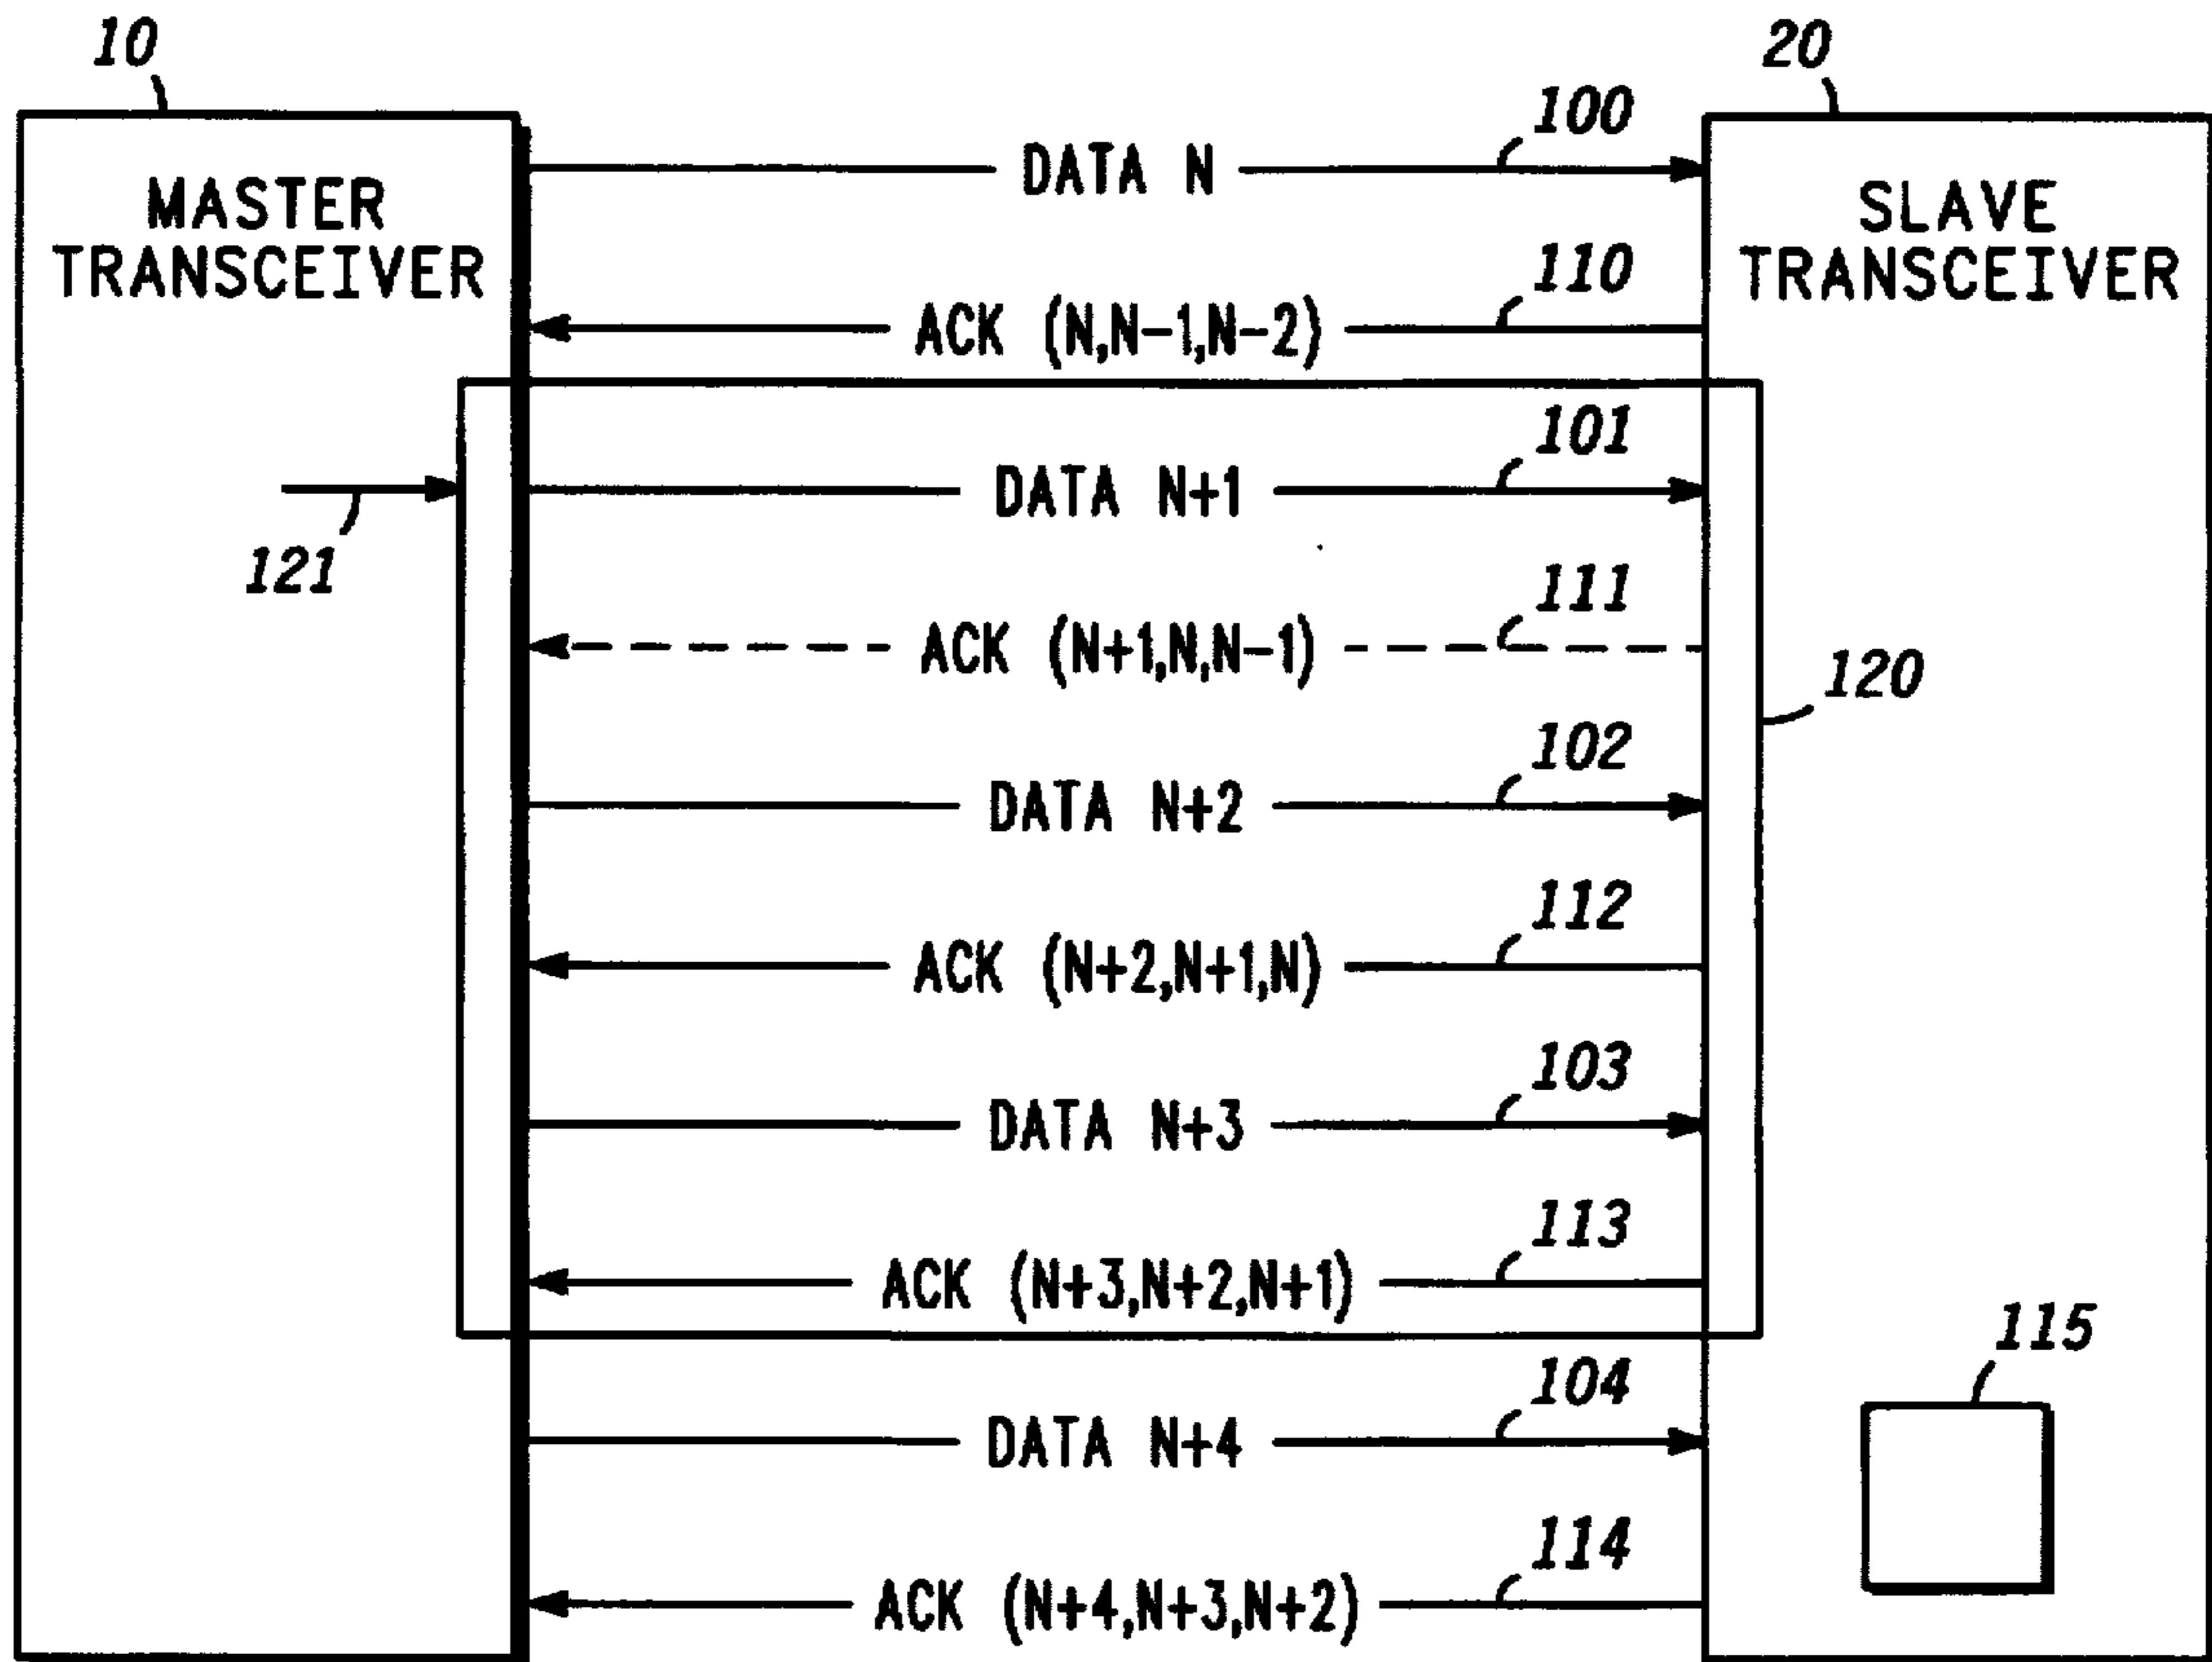 10
20
MASTER
TRANSCEIVER
SLAVE
TRANSCEIVER
100
DATA N
110
ACK (N,N-1,N-2)
101
DATA N+1
121
111
ACK (N+1,N,N-1)
120
102
DATA N+2
112
ACK (N+2,N+1,N)
103
DATA N+3
113
ACK (N+3,N+2,N+1)
115
104
DATA N+4
114
ACK (N+4,N+3,N+2)